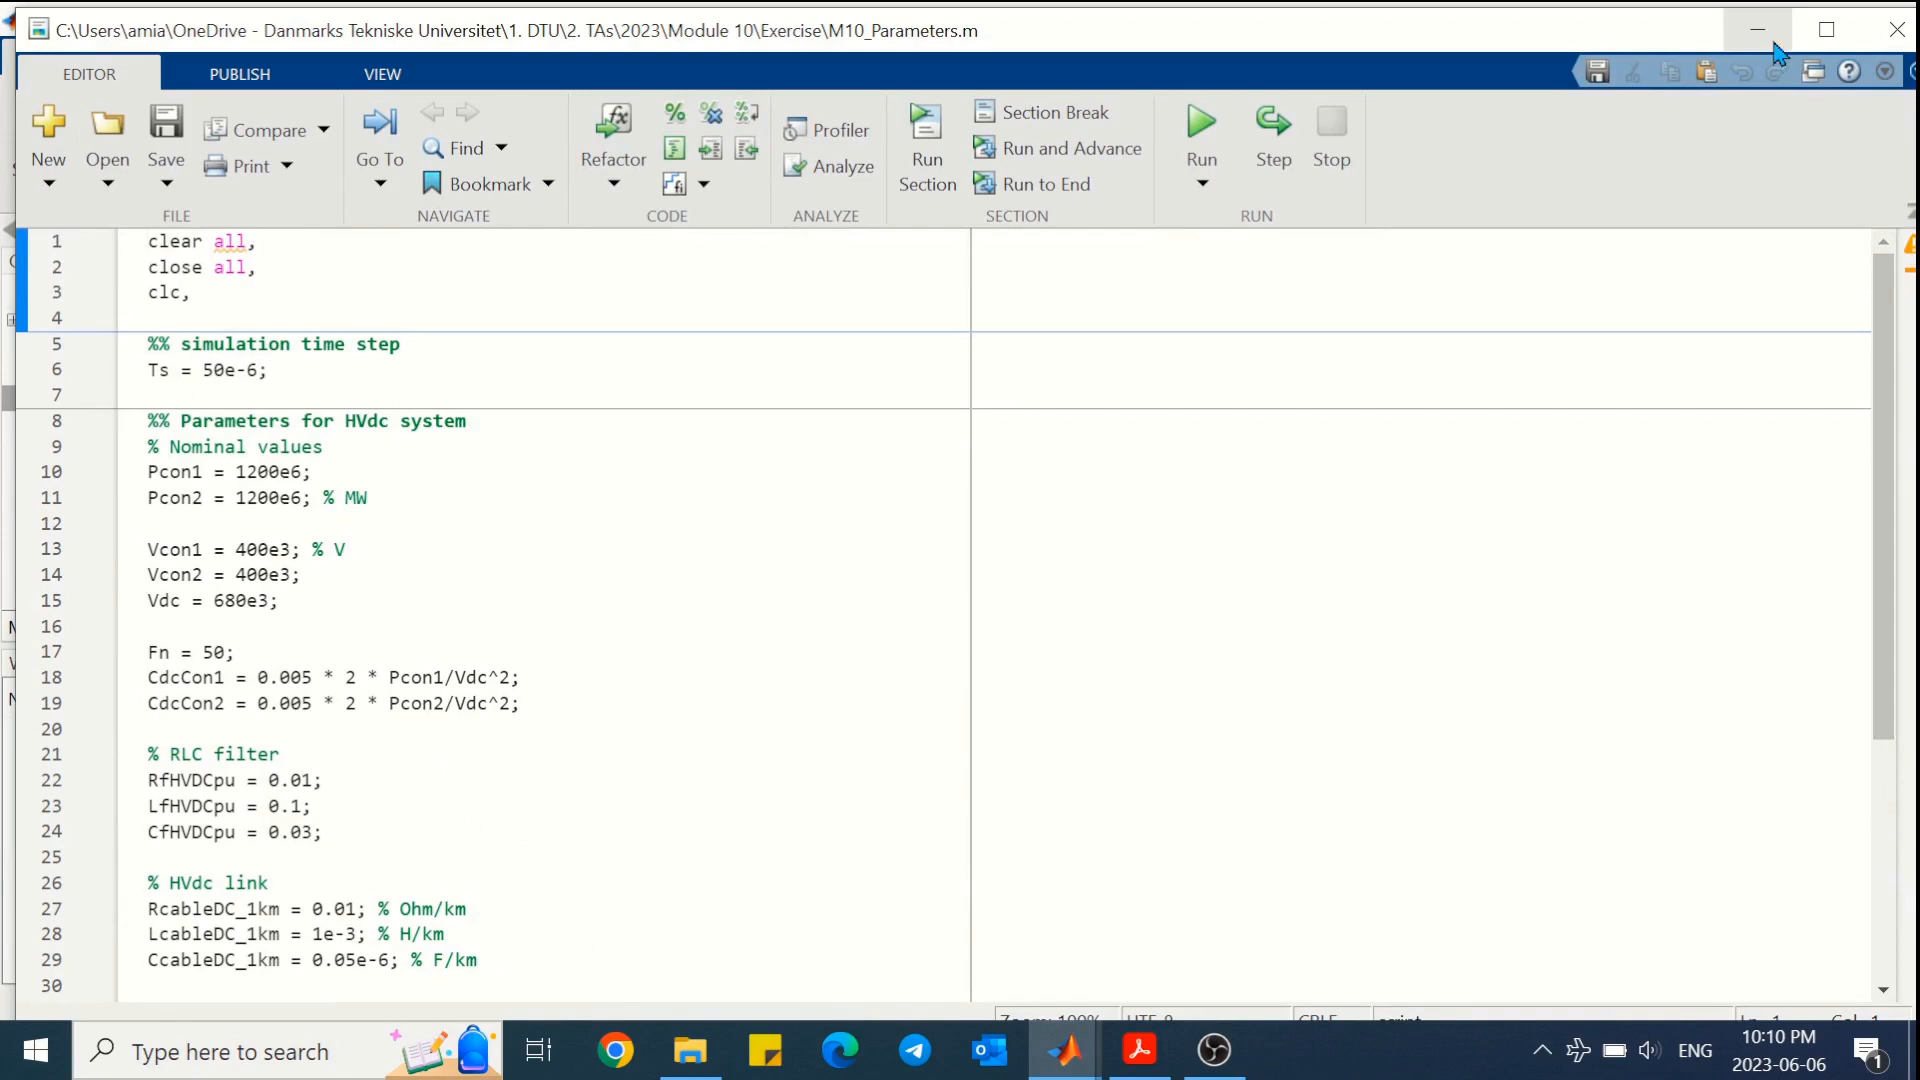 C:\Users\amia\OneDrive - Danmarks Tekniske Universitet\1. DTU\2. TAs\2023\Module 10\Exercise\M10_Parameters.m
EDITOR PUBLISH VIEW
New Open Save Compare Print
Go To Find Bookmark
Refactor
Profiler Analyze
Run Section
Section Break
Run and Advance
Run to End
Run Step Stop
FILE NAVIGATE CODE ANALYZE SECTION RUN
1 clear all,
2 close all,
3 clc,
4
5 %% simulation time step
6 Ts = 50e-6;
7
8 %% Parameters for HVdc system
9 % Nominal values
10 Pcon1 = 1200e6;
11 Pcon2 = 1200e6; % MW
12
13 Vcon1 = 400e3; % V
14 Vcon2 = 400e3;
15 Vdc = 680e3;
16
17 Fn = 50;
18 CdcCon1 = 0.005 * 2 * Pcon1/Vdc^2;
19 CdcCon2 = 0.005 * 2 * Pcon2/Vdc^2;
20
21 % RLC filter
22 RfHVDCpu = 0.01;
23 LfHVDCpu = 0.1;
24 CfHVDCpu = 0.03;
25
26 % HVdc link
27 RcableDC_1km = 0.01; % Ohm/km
28 LcableDC_1km = 1e-3; % H/km
29 CcableDC_1km = 0.05e-6; % F/km
30
Type here to search
ENG
10:10 PM
2023-06-06
1